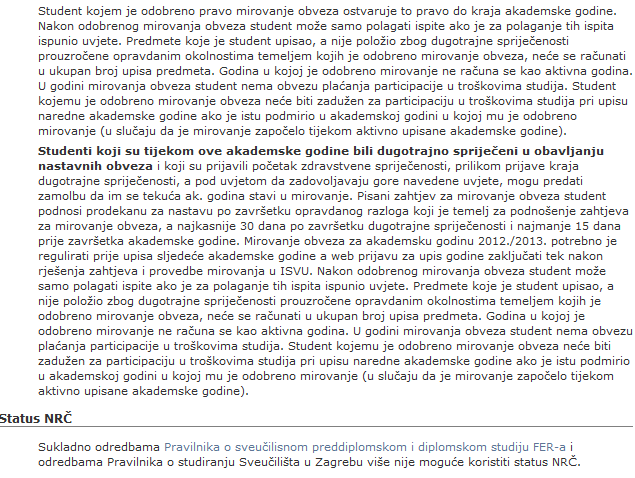 Student kojem je odobreno pravo mirovanje obveza ostvaruje to pravo do kraja akademske godine.
Nakon odobrenog mirovanja obveza student može samo polagati ispite ako je za polaganje tih ispita
ispunio uvjete. Predmete koje je student upisao, a nije položio zbog dugotrajne spriječenosti
prouzročene opravdanim okolnostima temeljem kojih je odobreno mirovanje obveza, neće se računati
u ukupan broj upisa predmeta. Godina u kojoj je odobreno mirovanje ne računa se kao aktivna godina.
U godini mirovanja obveza student nema obvezu plaćanja participacije u troškovima studija. Student
kojemu je odobreno mirovanje obveza neće biti zadužen za participaciju u troškovima studija pri upisu
naredne akademske godine ako je istu podmirio u akademskoj godini u kojoj mu je odobreno
mirovanje (u slučaju da je mirovanje započelo tijekom aktivno upisane akademske godine).
Studenti koji su tijekom ove akademske godine bili dugotrajno spriječeni u obavljanju
nastavnih obveza i koji su prijavili početak zdravstvene spriječenosti, prilikom prijave kraja
dugotrajne spriječenosti, a pod uvjetom da zadovoljavaju gore navedene uvjete, mogu predati
zamolbu da im se tekuća ak. godina stavi u mirovanje. Pisani zahtjev za mirovanje obveza student
podnosi prodekanu za nastavu po završetku opravdanog razloga koji je temelj za podnošenje zahtjeva
za mirovanje obveza, a najkasnije 30 dana po završetku dugotrajne spriječenosti i najmanje 15 dana
prije završetka akademske godine. Mirovanje obveza za akademsku godinu 2012./2013. potrebno je
regulirati prije upisa sljedeće akademske godine a web prijavu za upis godine zaključati tek nakon
rješenja zahtjeva i provedbe mirovanja u ISVU. Nakon odobrenog mirovanja obveza student može
samo polagati ispite ako je za polaganje tih ispita ispunio uvjete. Predmete koje je student upisao, a
nije položio zbog dugotrajne spriječenosti prouzročene opravdanim okolnostima temeljem kojih je
odobreno mirovanje obveza, neće se računati u ukupan broj upisa predmeta. Godina u kojoj je
odobreno mirovanje ne računa se kao aktivna godina. U godini mirovanja obveza student nema obvezu
plaćanja participacije u troškovima studija. Student kojemu je odobreno mirovanje obveza neće biti
zadužen za participaciju u troškovima studija pri upisu naredne akademske godine ako je istu podmirio
u akademskoj godini u kojoj mu je odobreno mirovanje (u slučaju da je mirovanje započelo tijekom
aktivno upisane akademske godine).
Status NRČ
Sukladno odredbama Pravilnika o sveučilisnom preddiplomskom i diplomskom studiju FER-a i
odredbama Pravilnika o studiranju Sveučilišta u Zagrebu više nije moguće koristiti status NRČ.